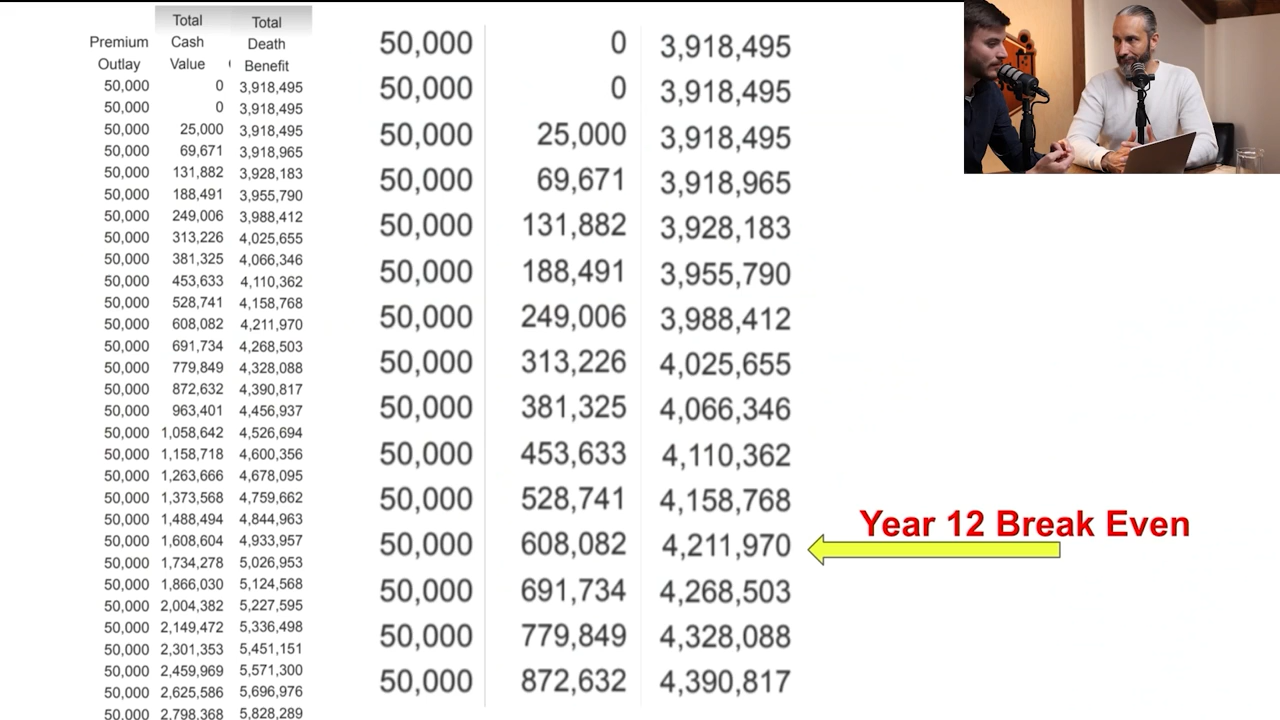 Premium Outlay Total Cash Value Total Death Benefit
50,000 0 3,918,495
50,000 0 3,918,495
50,000 25,000 3,918,495
50,000 69,671 3,918,965
50,000 131,882 3,928,183
50,000 188,491 3,955,790
50,000 249,006 3,988,412
50,000 313,226 4,025,655
50,000 381,325 4,066,346
50,000 453,633 4,110,362
50,000 528,741 4,158,768
50,000 608,082 4,211,970
50,000 691,734 4,268,503
50,000 779,849 4,328,088
50,000 872,632 4,390,817
50,000 963,401 4,456,937
50,000 1,058,642 4,526,694
50,000 1,158,718 4,600,356
50,000 1,263,666 4,678,095
50,000 1,373,568 4,759,662
50,000 1,488,494 4,844,963
50,000 1,608,604 4,933,957
50,000 1,734,278 5,026,953
50,000 1,866,030 5,124,568
50,000 2,004,382 5,227,595
50,000 2,149,472 5,336,498
50,000 2,301,353 5,451,151
50,000 2,459,969 5,571,300
50,000 2,625,586 5,696,976
50,000 2,798,368 5,828,289
50,000 0 3,918,495
50,000 0 3,918,495
50,000 25,000 3,918,495
50,000 69,671 3,918,965
50,000 131,882 3,928,183
50,000 188,491 3,955,790
50,000 249,006 3,988,412
50,000 313,226 4,025,655
50,000 381,325 4,066,346
50,000 453,633 4,110,362
50,000 528,741 4,158,768
50,000 608,082 4,211,970
50,000 691,734 4,268,503
50,000 779,849 4,328,088
50,000 872,632 4,390,817
Year 12 Break Even